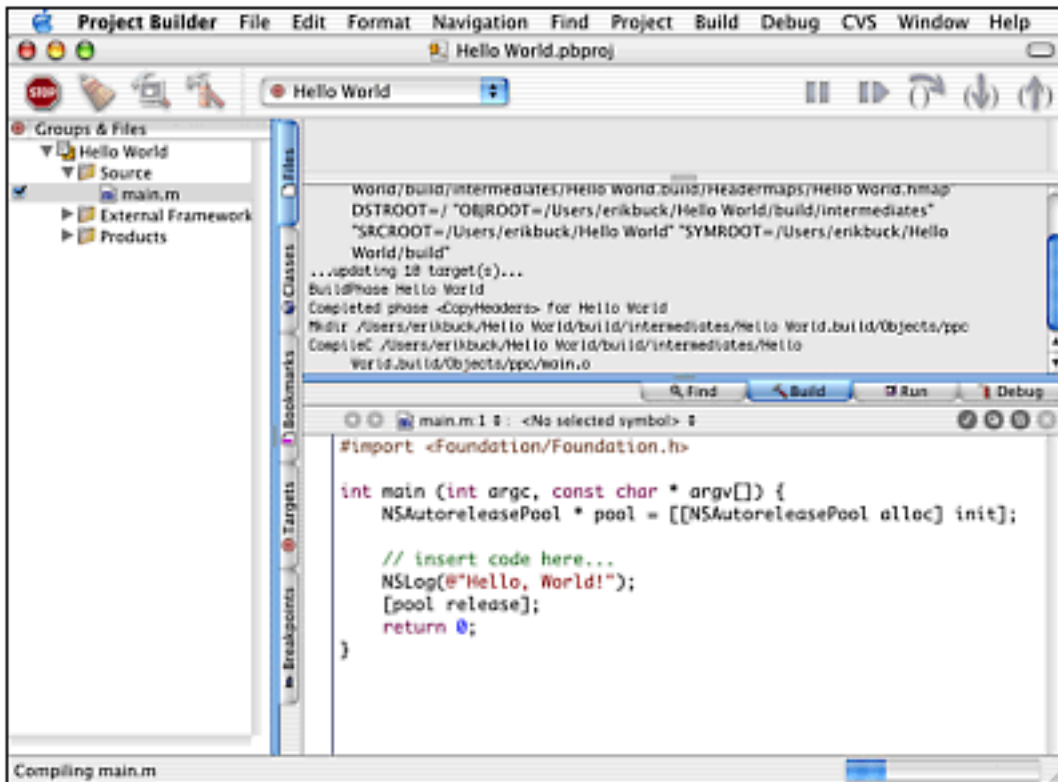 Project Builder File Edit Format Navigation Find Project Build Debug CVS Window Help
Hello World.pbproj
STOP
Hello World
Groups & Files
Hello World
Source
main.m
External Framework
Products
Files
Classes
Bookmarks
Targets
Breakpoints
World/build/intermediates/Hello World.build/Headermaps/Hello World.hmap"
DSTROOT=/ "OBJROOT=/Users/erikbuck/Hello World/build/intermediates"
"SRCROOT=/Users/erikbuck/Hello World" "SYMROOT=/Users/erikbuck/Hello
World/build"
...updating 10 target(s)...
BuildPhase Hello World
Completed phase <CopyHeaders> for Hello World
Mkdir /Users/erikbuck/Hello World/build/intermediates/Hello World.build/Objects/ppc
CompileC /Users/erikbuck/Hello World/build/intermediates/Hello
World.build/Objects/ppc/main.o
Find Build Run Debug
main.m:1 : <No selected symbol>
#import <Foundation/Foundation.h>
int main (int argc, const char * argv[]) {
NSAutoreleasePool * pool = [[NSAutoreleasePool alloc] init];
// insert code here...
NSLog(@"Hello, World!");
[pool release];
return 0;
}
Compiling main.m